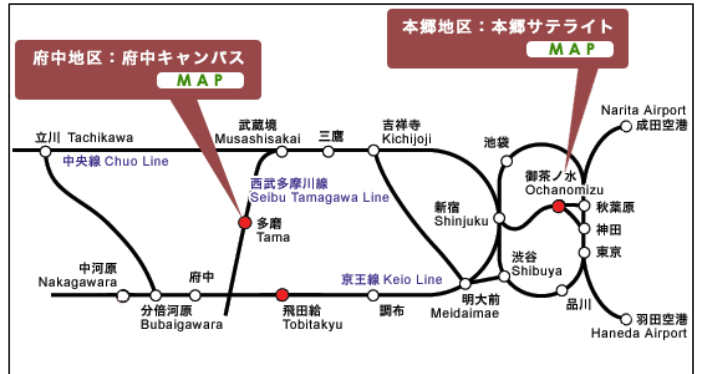 本郷地区：本郷サテライト
MAP
府中地区：府中キャンパス
MAP
Narita Airport
成田空港
立川 Tachikawa
武蔵境
Musashisakai
三鷹
吉祥寺
Kichijoji
池袋
中央線 Chuo Line
御茶ノ水
Ochanomizu
西武多摩川線
Seibu Tamagawa Line
新宿
Shinjuku
秋葉原
多磨
Tama
神田
東京
中河原
Nakagawara
府中
京王線 Keio Line
渋谷
Shibuya
分倍河原
Bubaigawara
飛田給
Tobitakyu
調布
明大前
Meidaimae
品川
羽田空港
Haneda Airport